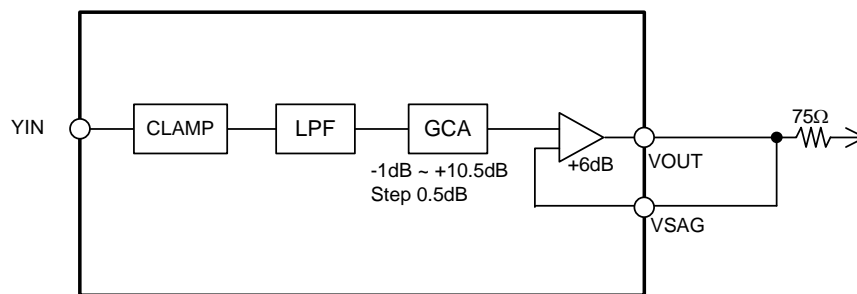 YIN
CLAMP
LPF
GCA
-1dB ~ +10.5dB
Step 0.5dB
+6dB
VOUT
VSAG
75Ω